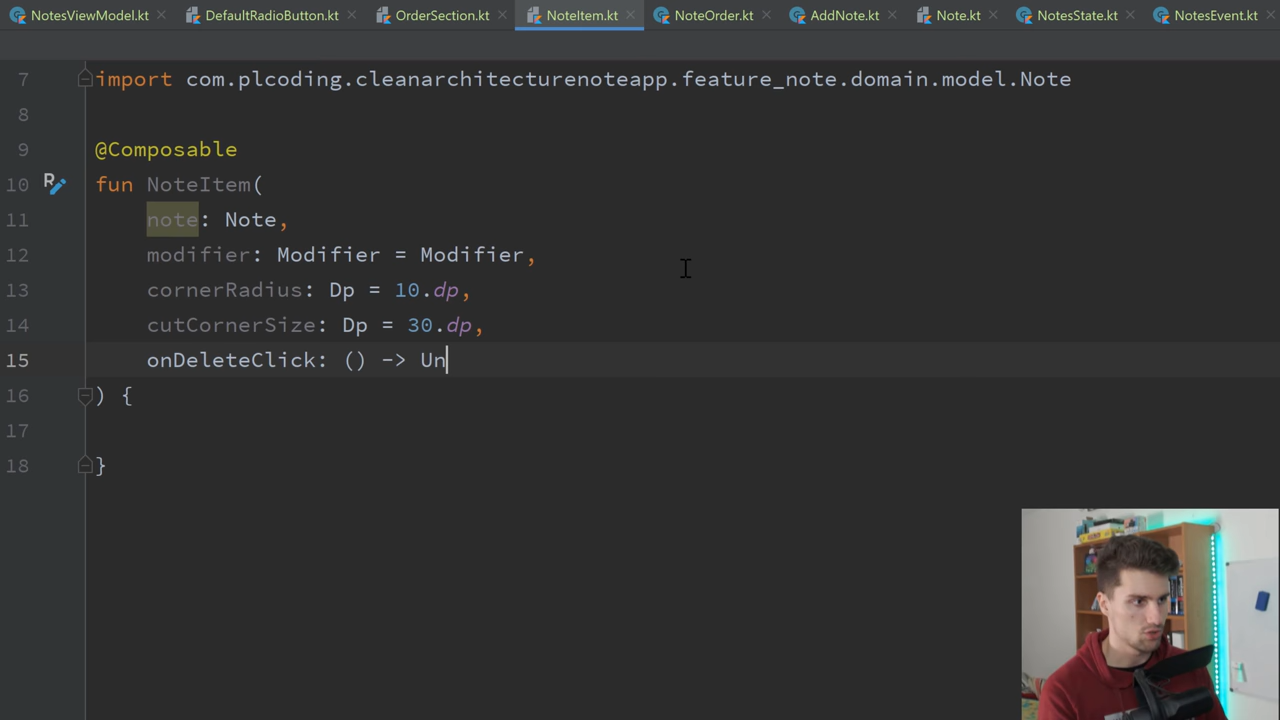 NotesViewModel.kt DefaultRadioButton.kt OrderSection.kt NoteItem.kt NoteOrder.kt AddNote.kt Note.kt NotesState.kt NotesEvent.kt
7 import com.plcoding.cleanarchitecturenoteapp.feature_note.domain.model.Note
8
9 @Composable
10 fun NoteItem(
11 note: Note,
12 modifier: Modifier = Modifier,
13 cornerRadius: Dp = 10.dp,
14 cutCornerSize: Dp = 30.dp,
15 onDeleteClick: () -> Un
16 ) {
17
18 }